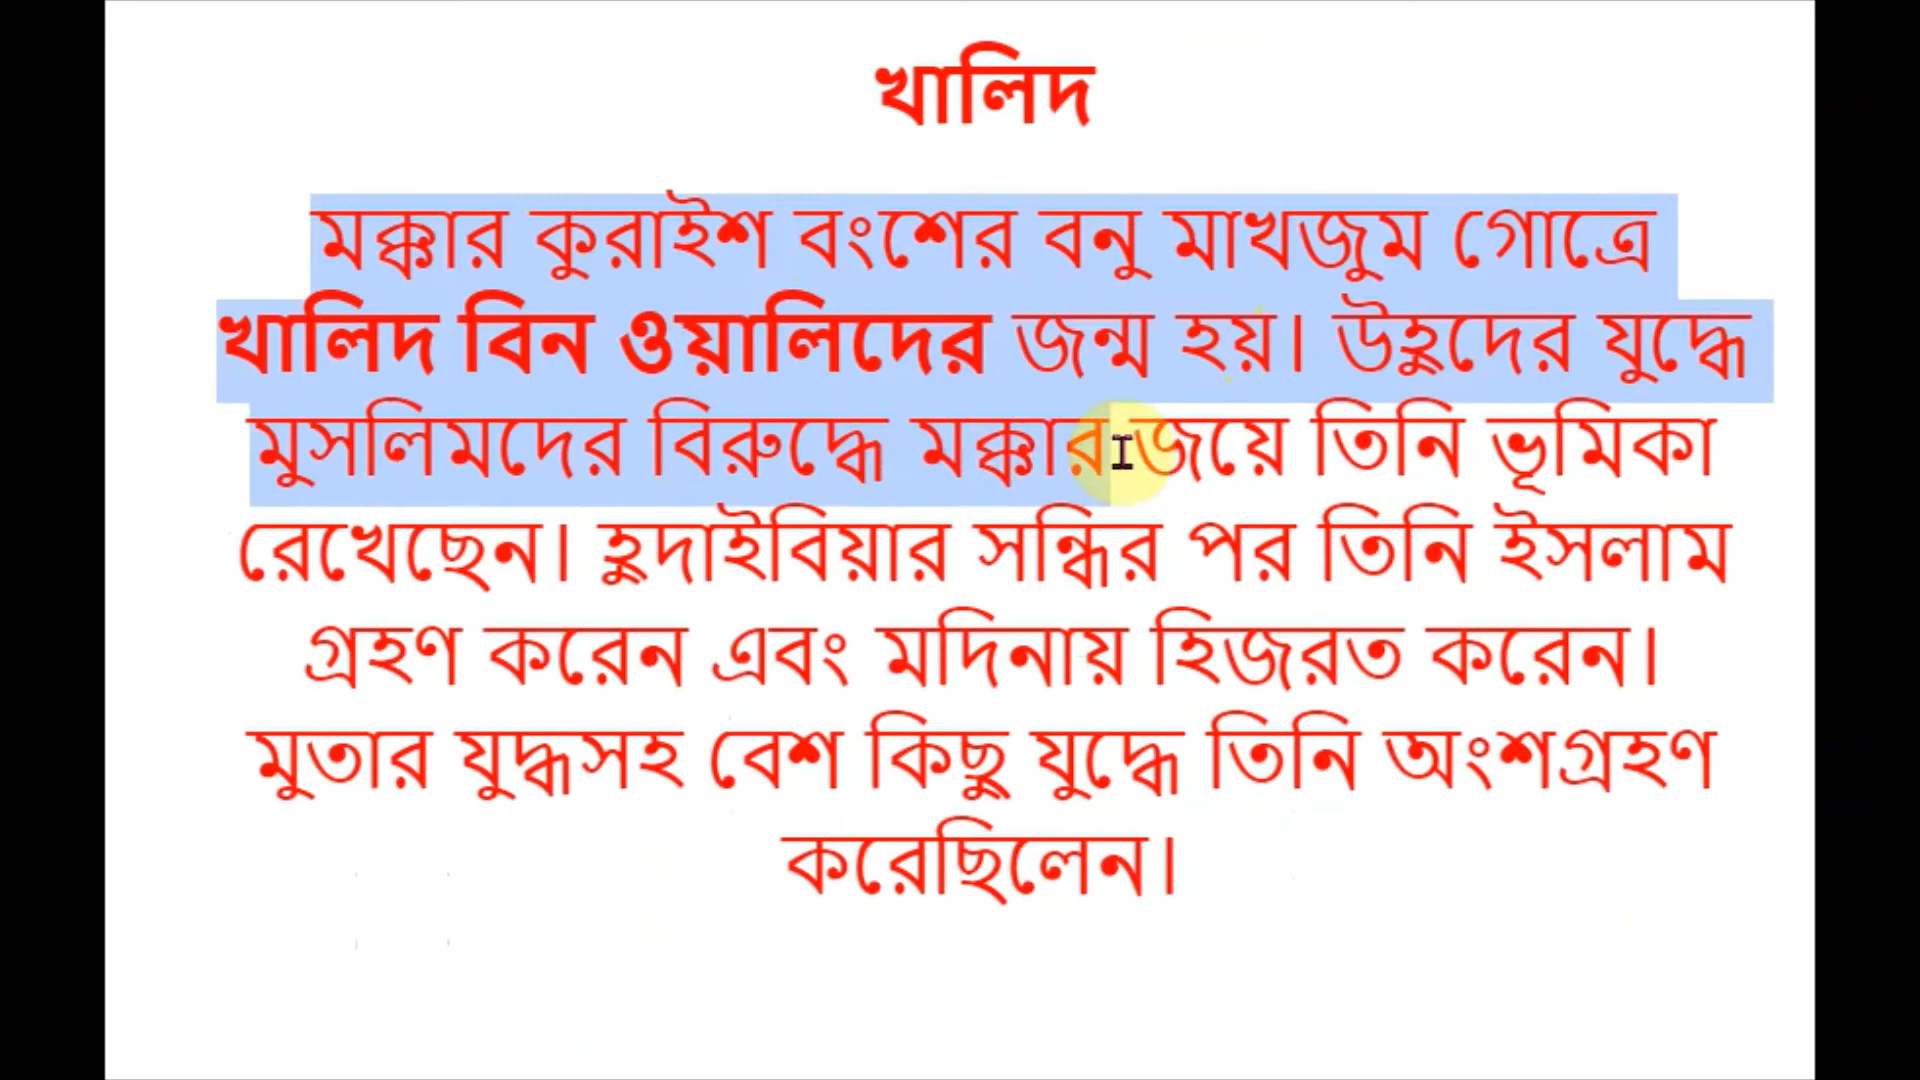 খালিদ
মক্কার কুরাইশ বংশের বনু মাখজুম গোত্রে
খালিদ বিন ওয়ালিদের জন্ম হয়। উহুদের যুদ্ধে
মুসলিমদের বিরুদ্ধে মক্কার জয়ে তিনি ভূমিকা
রেখেছেন। হুদাইবিয়ার সন্ধির পর তিনি ইসলাম
গ্রহণ করেন এবং মদিনায় হিজরত করেন।
মুতার যুদ্ধসহ বেশ কিছু যুদ্ধে তিনি অংশগ্রহণ
করেছিলেন।